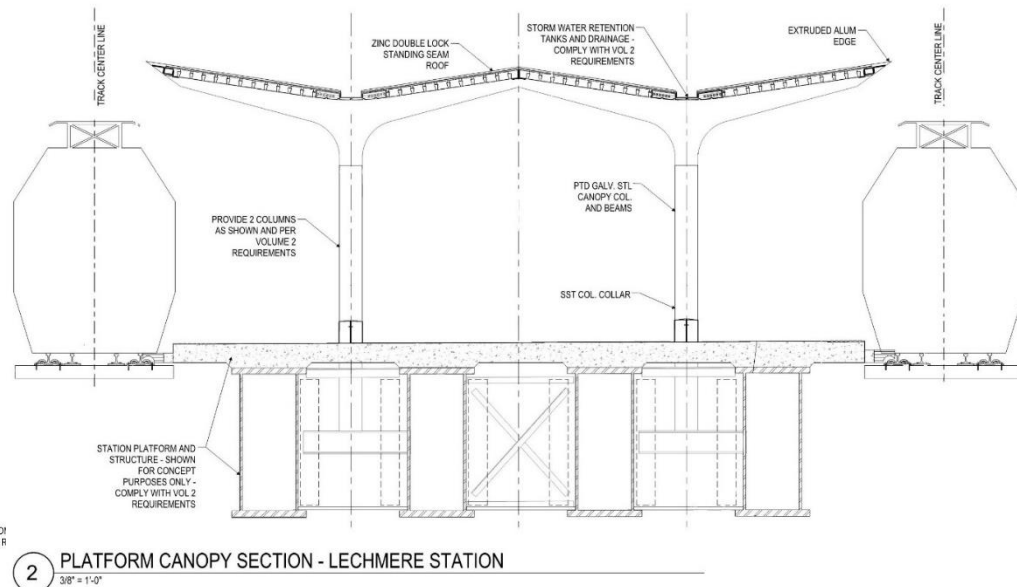 TRACK CENTER LINE
ZINC DOUBLE LOCK
STANDING SEAM
ROOF
STORM WATER RETENTION
TANKS AND DRAINAGE -
COMPLY WITH VOL 2
REQUIREMENTS
EXTRUDED ALUM
EDGE
TRACK CENTER LINE
PROVIDE 2 COLUMNS
AS SHOWN AND PER
VOLUME 2
REQUIREMENTS
PTD GALV. STL
CANOPY COL.
AND BEAMS
SST COL. COLLAR
STATION PLATFORM AND
STRUCTURE - SHOWN
FOR CONCEPT
PURPOSES ONLY -
COMPLY WITH VOL 2
REQUIREMENTS
2 PLATFORM CANOPY SECTION - LECHMERE STATION
3/8" = 1'-0"